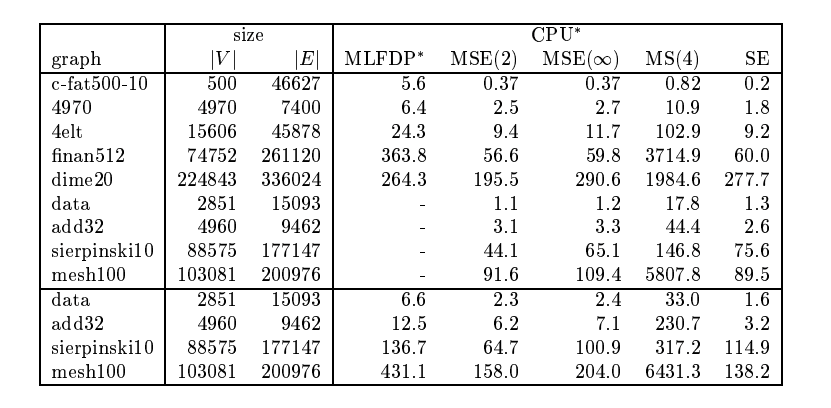 size CPU*
graph |V| |E| MLFDP* MSE(2) MSE(∞) MS(4) SE
c-fat500-10 500 46627 5.6 0.37 0.37 0.82 0.2
4970 4970 7400 6.4 2.5 2.7 10.9 1.8
4elt 15606 45878 24.3 9.4 11.7 102.9 9.2
finan512 74752 261120 363.8 56.6 59.8 3714.9 60.0
dime20 224843 336024 264.3 195.5 290.6 1984.6 277.7
data 2851 15093 - 1.1 1.2 17.8 1.3
add32 4960 9462 - 3.1 3.3 44.4 2.6
sierpinski10 88575 177147 - 44.1 65.1 146.8 75.6
mesh100 103081 200976 - 91.6 109.4 5807.8 89.5
data 2851 15093 6.6 2.3 2.4 33.0 1.6
add32 4960 9462 12.5 6.2 7.1 230.7 3.2
sierpinski10 88575 177147 136.7 64.7 100.9 317.2 114.9
mesh100 103081 200976 431.1 158.0 204.0 6431.3 138.2